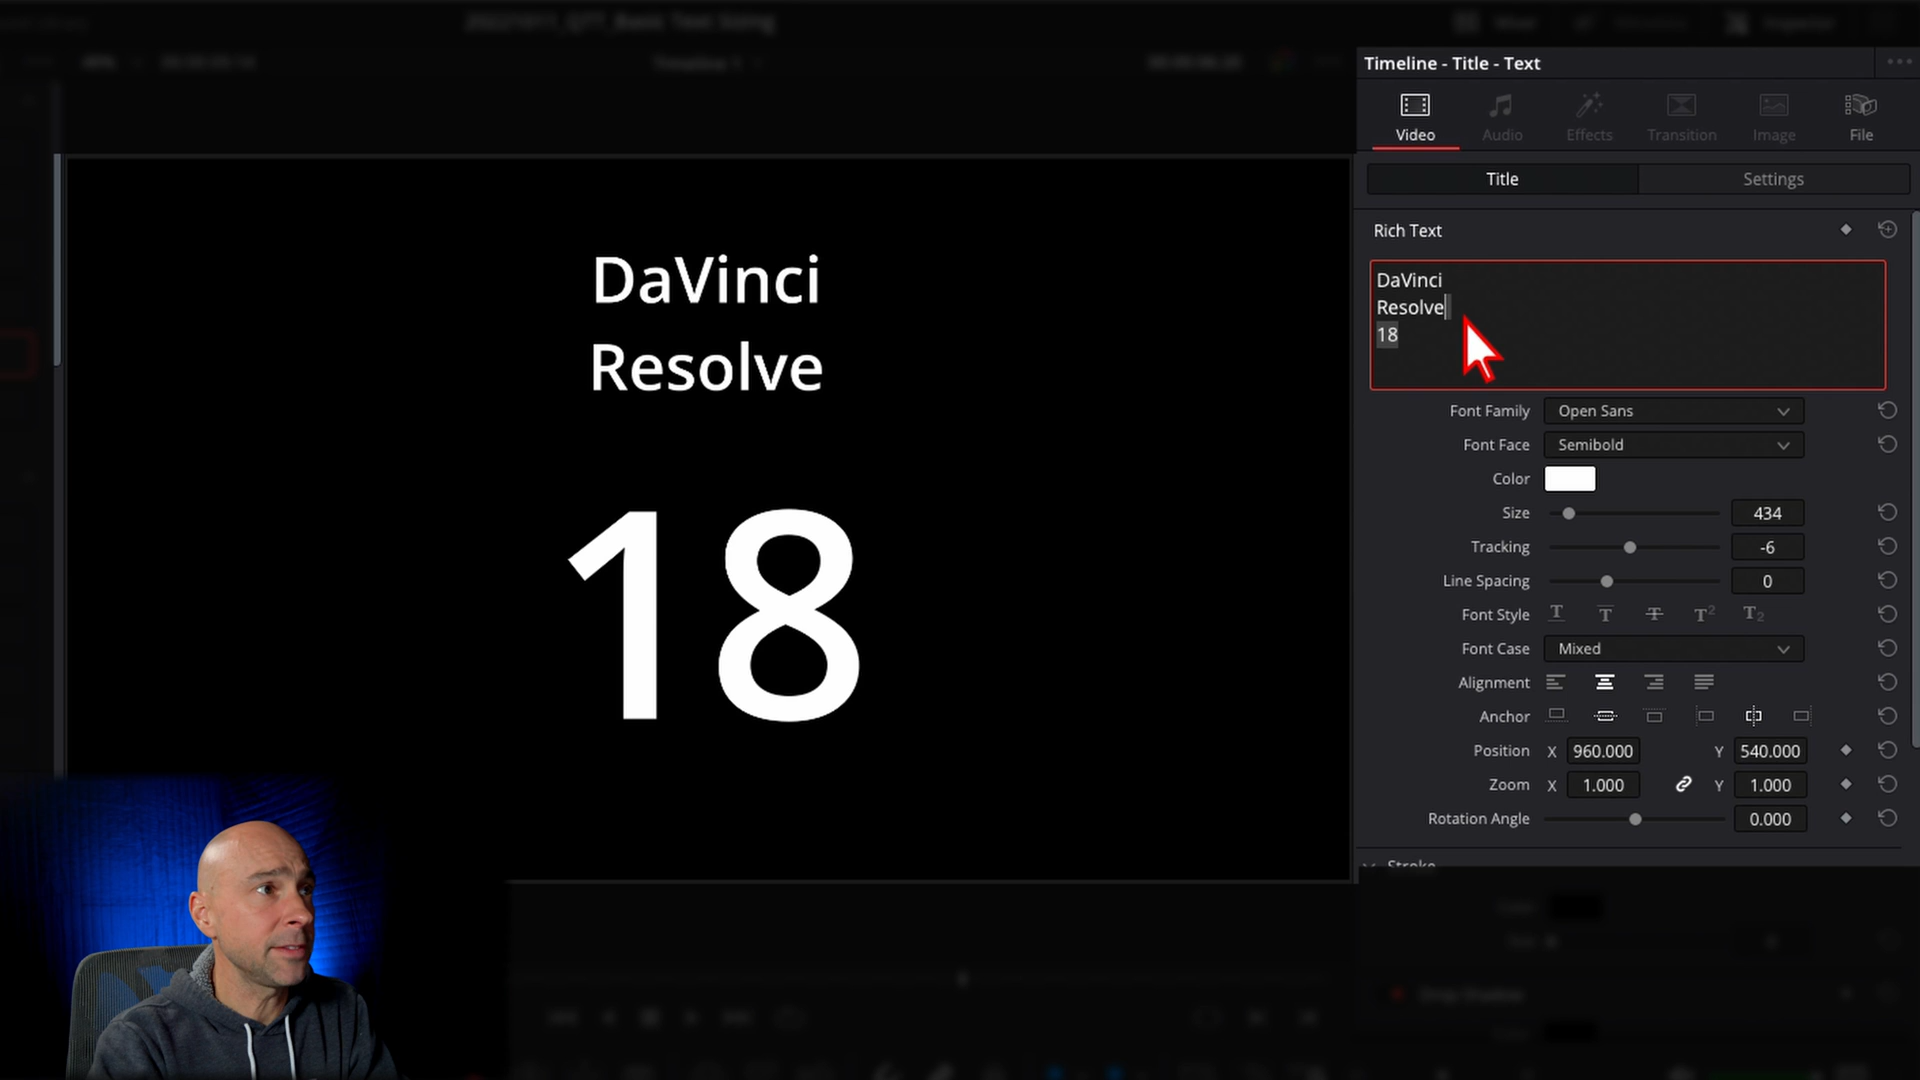 Timeline - Title - Text
Video
Audio
Effects
Transition
Image
File
Title
Settings
Rich Text
DaVinci
Resolve
18
DaVinci
Resolve
18
Font Family
Open Sans
Font Face
Semibold
Color
Size
434
Tracking
-6
Line Spacing
0
Font Style
Font Case
Mixed
Alignment
Anchor
Position X 960.000 Y 540.000
Zoom X 1.000 Y 1.000
Rotation Angle 0.000
Stroke